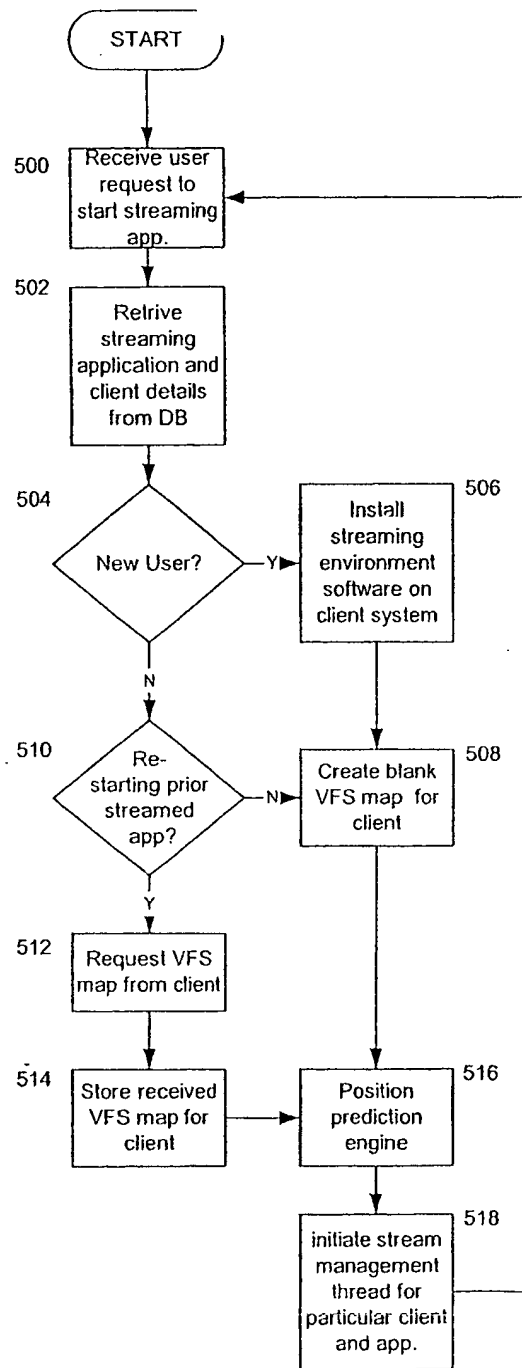 START
500
Receive user
request to
start streaming
app.
502
Retrive
streaming
application and
client details
from DB
504
New User?
Y
506
Install
streaming
environment
software on
client system
N
510
Re-
starting prior
streamed
app?
N
508
Create blank
VFS map for
client
Y
512
Request VFS
map from client
514
Store received
VFS map for
client
516
Position
prediction
engine
518
initiate stream
management
thread for
particular client
and app.